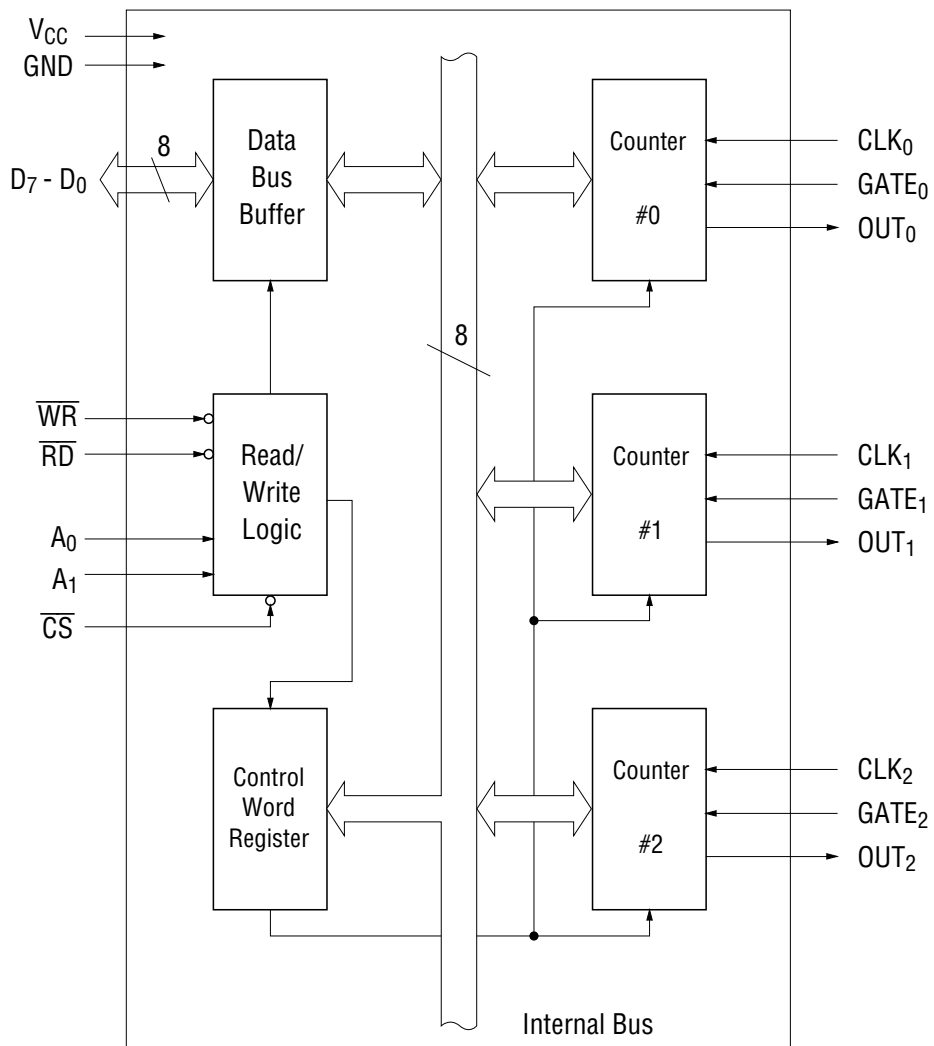 VCC
GND
D7 - D0
8
Data
Bus
Buffer
Counter
#0
CLK0
GATE0
OUT0
8
WR
RD
A0
A1
CS
Read/
Write
Logic
Counter
#1
CLK1
GATE1
OUT1
Control
Word
Register
Counter
#2
CLK2
GATE2
OUT2
Internal Bus